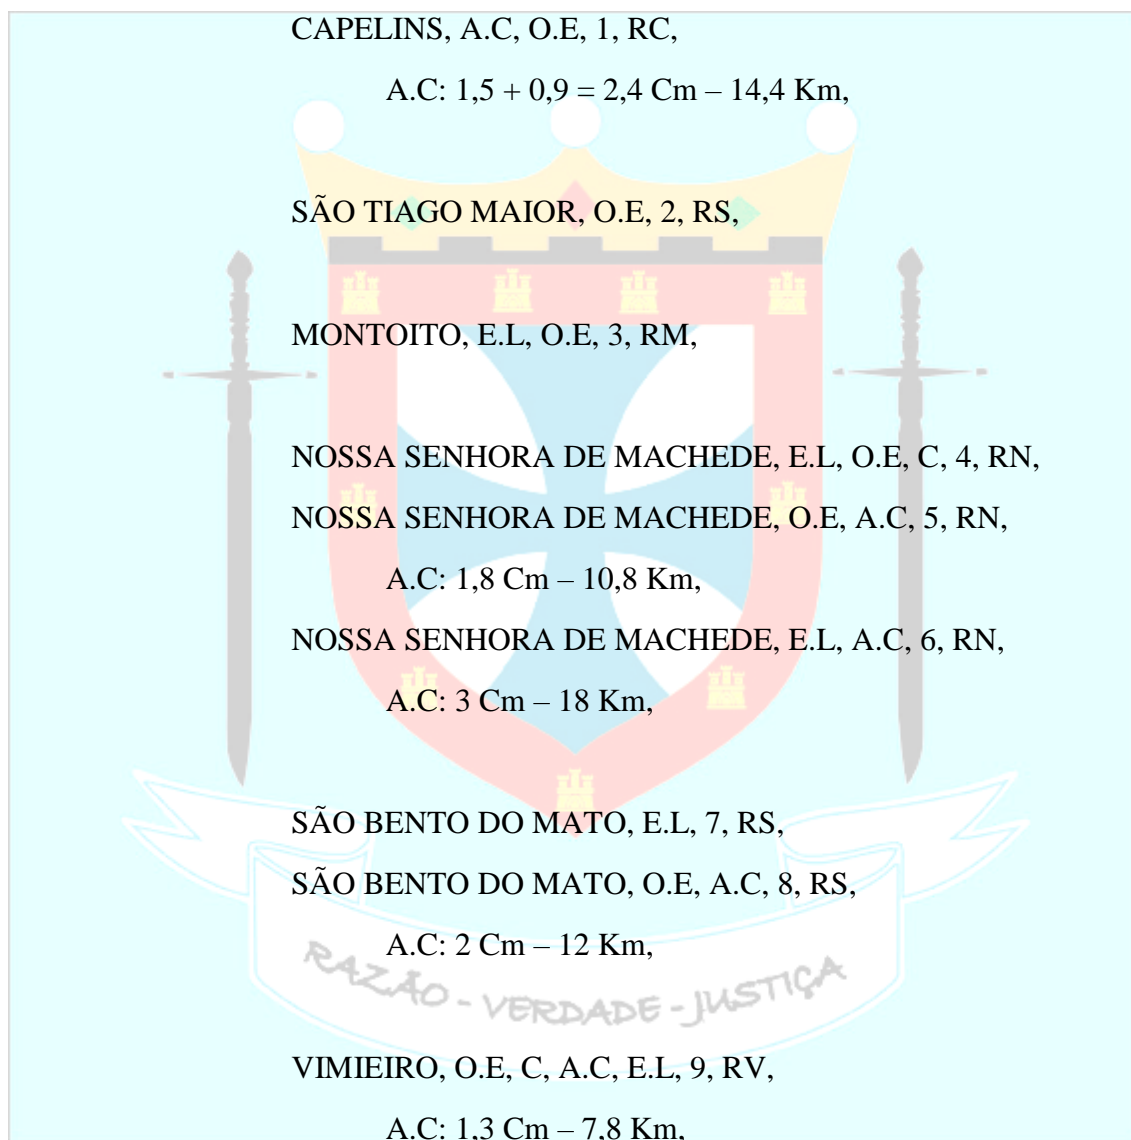 CAPELINS, A.C, O.E, 1, RC,
A.C: 1,5 + 0,9 = 2,4 Cm – 14,4 Km,
SÃO TIAGO MAIOR, O.E, 2, RS,
MONTOITO, E.L, O.E, 3, RM,
NOSSA SENHORA DE MACHEDE, E.L, O.E, C, 4, RN,
NOSSA SENHORA DE MACHEDE, O.E, A.C, 5, RN,
A.C: 1,8 Cm – 10,8 Km,
NOSSA SENHORA DE MACHEDE, E.L, A.C, 6, RN,
A.C: 3 Cm – 18 Km,
SÃO BENTO DO MATO, E.L, 7, RS,
SÃO BENTO DO MATO, O.E, A.C, 8, RS,
A.C: 2 Cm – 12 Km,
RAZÃO - VERDADE - JUSTIÇA
VIMIEIRO, O.E, C, A.C, E.L, 9, RV,
A.C: 1,3 Cm – 7,8 Km,